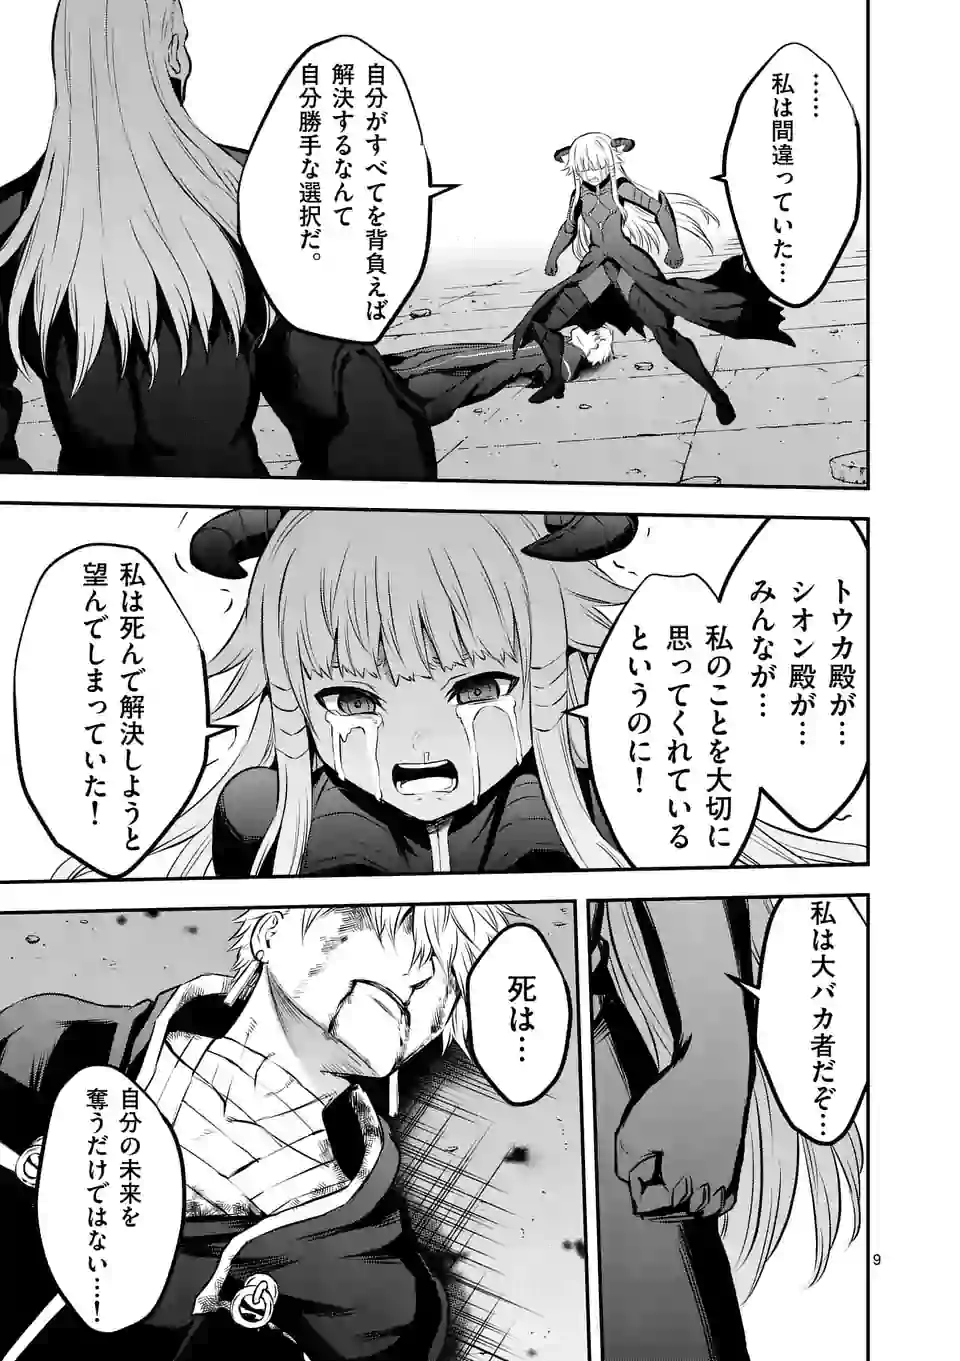 ……
私は間違っていた…
自分がすべてを背負えば
解決するなんて
自分勝手な選択だ。
トウカ殿が…
シオン殿が…
みんなが…
私のことを大切に
思ってくれている
というのに！
私は死んで解決しようと
望んでしまっていた！
私は大バカ者だぞ…
死は…
自分の未来を
奪うだけではない……！
9